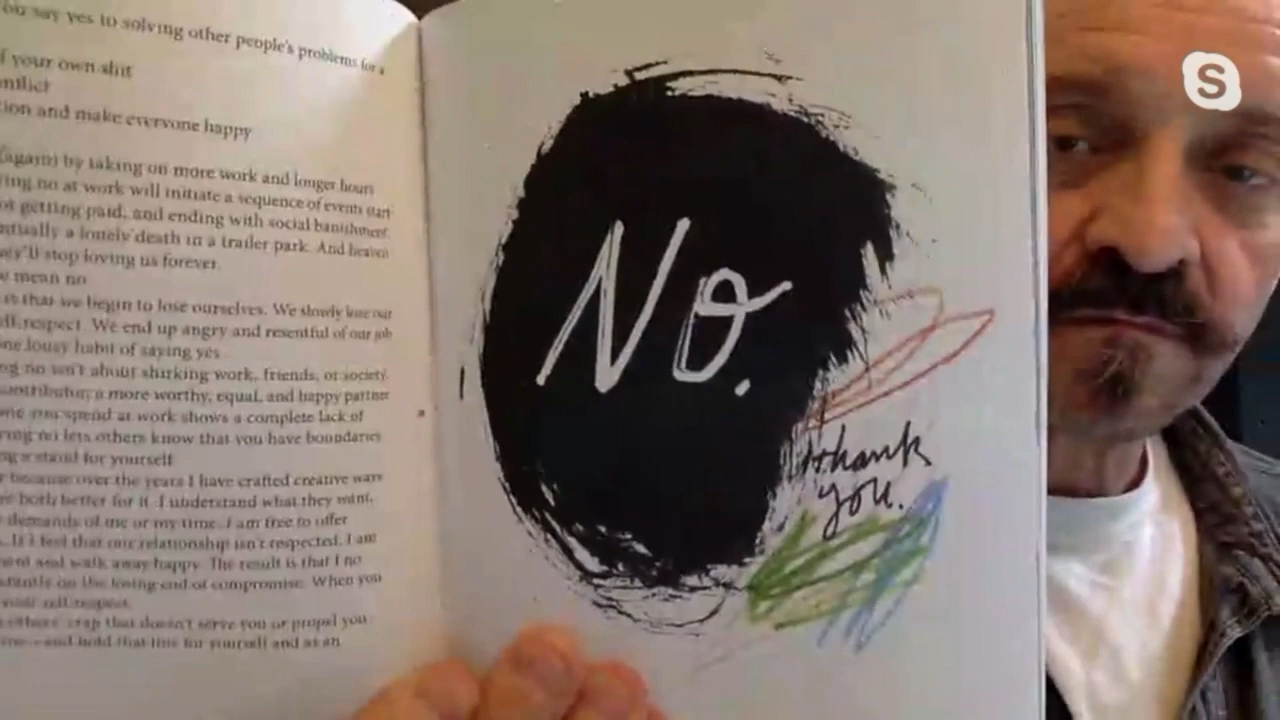 you say yes to solving other people's problems for a
f your own shit
nflict
ion and make everyone happy
(again) by taking on more work and longer hours
ing no at work will initiate a sequence of events start
ot getting paid, and ending with social banishment,
ntually a lonely death in a trailer park. And heaven
they'll stop loving us forever.
mean no
is that we begin to lose ourselves. We slowly lose our
self-respect. We end up angry and resentful of our job
one lousy habit of saying yes
ng no isn't about shirking work, friends, or society.
contributor, a more worthy, equal, and happy partner
you spend at work shows a complete lack of
ying no lets others know that you have boundaries
ng a stand for yourself
because over the years I have crafted creative ways
re both better for it. I understand what they want,
demands of me or my time. I am free to offer
If I feel that our relationship isn't respected, I am
and walk away happy. The result is that I no
on the losing end of compromise. When you
self-respect.
others' crap that doesn't serve you or propel you
and hold that line for yourself and as an
No.
thank
you.
S